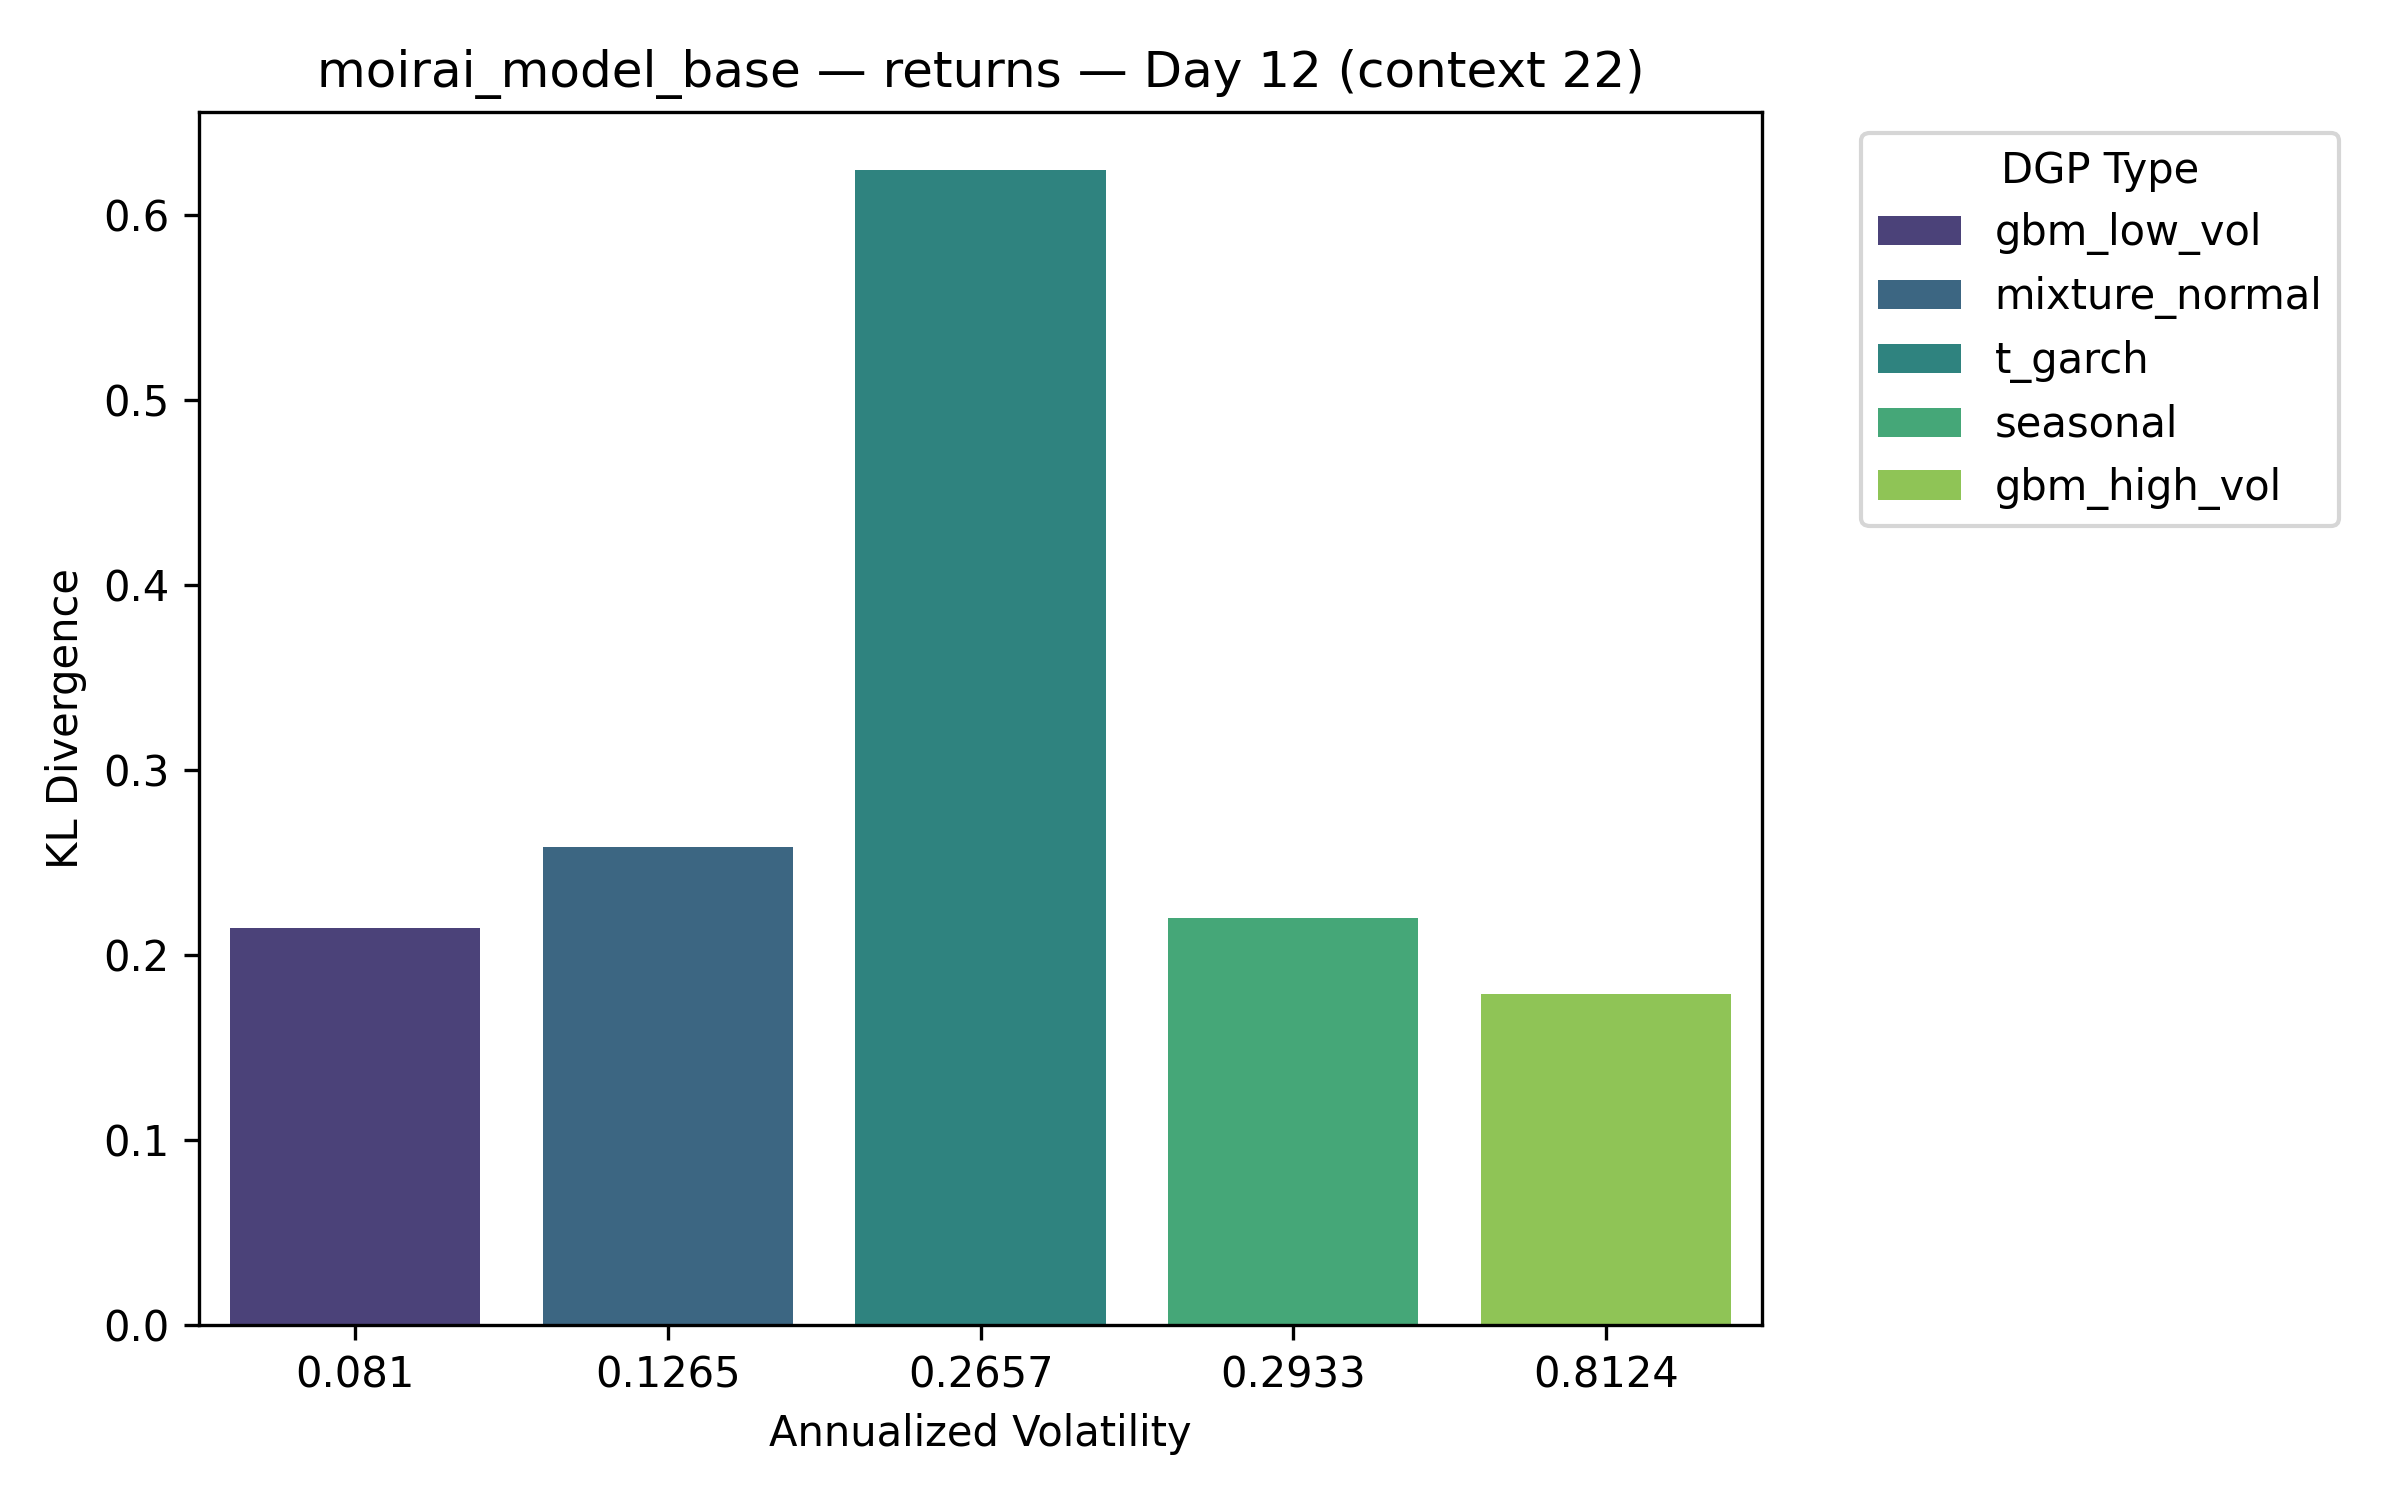 moirai_model_base — returns — Day 12 (context 22)
KL Divergence
0.6
0.5
0.4
0.3
0.2
0.1
0.0
0.081 0.1265 0.2657 0.2933 0.8124
Annualized Volatility
DGP Type
gbm_low_vol
mixture_normal
t_garch
seasonal
gbm_high_vol